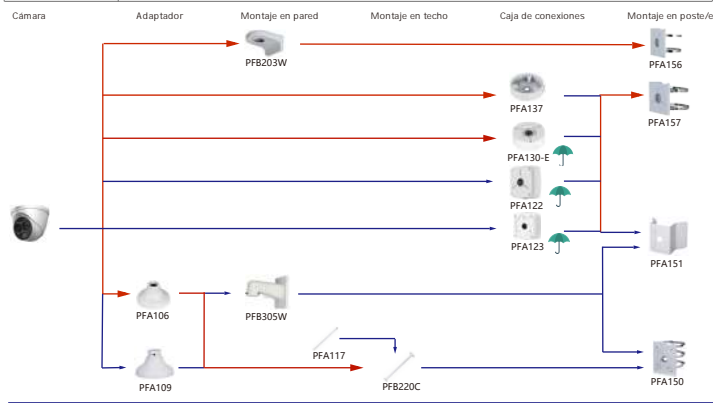 Cámara Adaptador Montaje en pared Montaje en techo Caja de conexiones Montaje en poste/e
PFB203W PFA156
PFA137 PFA157
PFA130-E
PFA122
PFA123
PFA151
PFA106 PFB305W
PFA117
PFA109 PFB220C PFA150